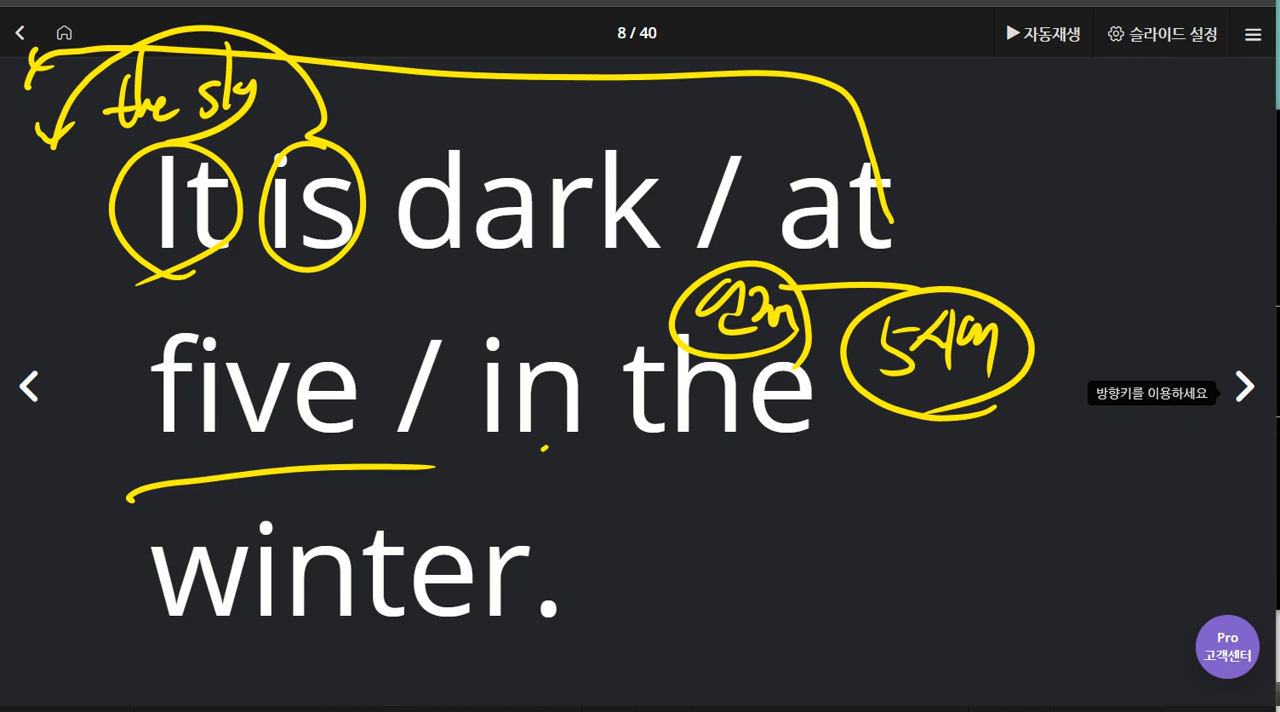 8 / 40
▶자동재생
슬라이드 설정
the sky
It is dark / at
언제
5시에
five / in the
방향키를 이용하세요
winter.
Pro
고객센터